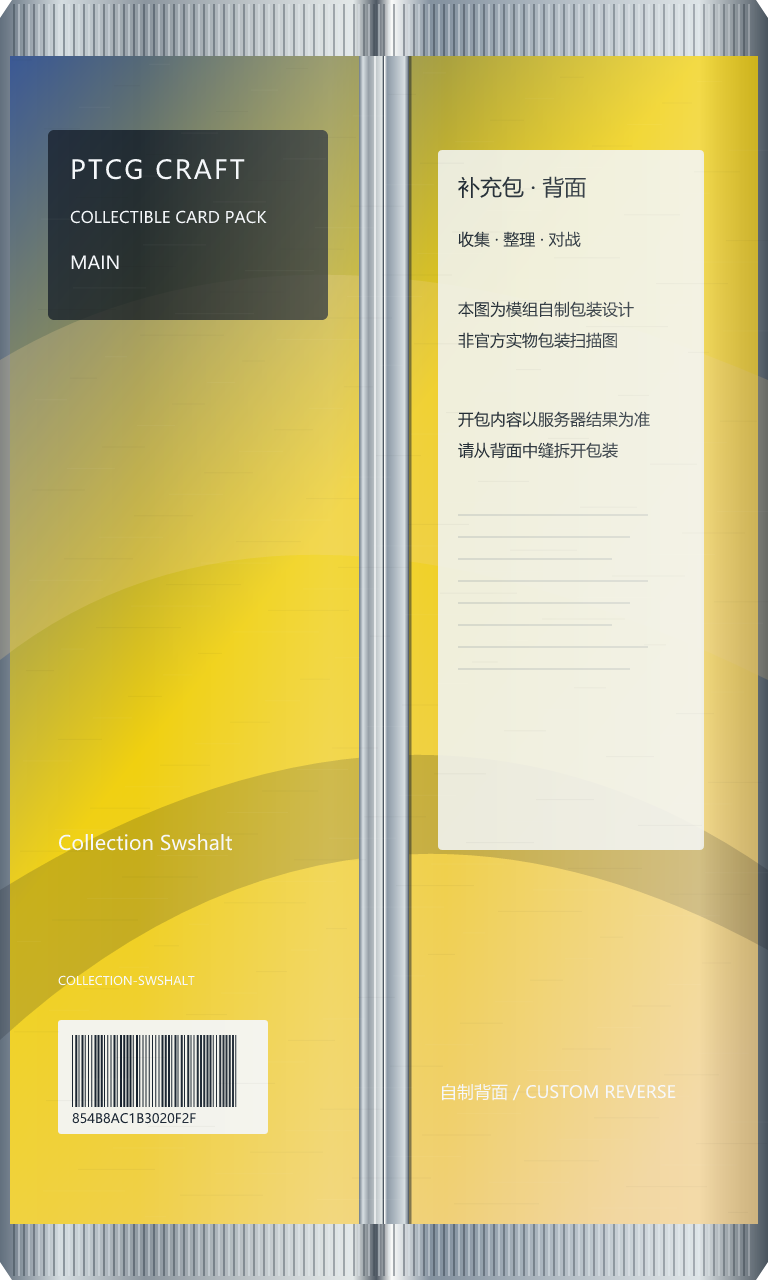 PTCG CRAFT
COLLECTIBLE CARD PACK
MAIN
Collection Swshalt
COLLECTION-SWSHALT
854B8AC1B3020F2F
补充包 · 背面
收集 · 整理 · 对战
本图为模组自制包装设计
非官方实物包装扫描图
开包内容以服务器结果为准
请从背面中缝拆开包装
自制背面 / CUSTOM REVERSE